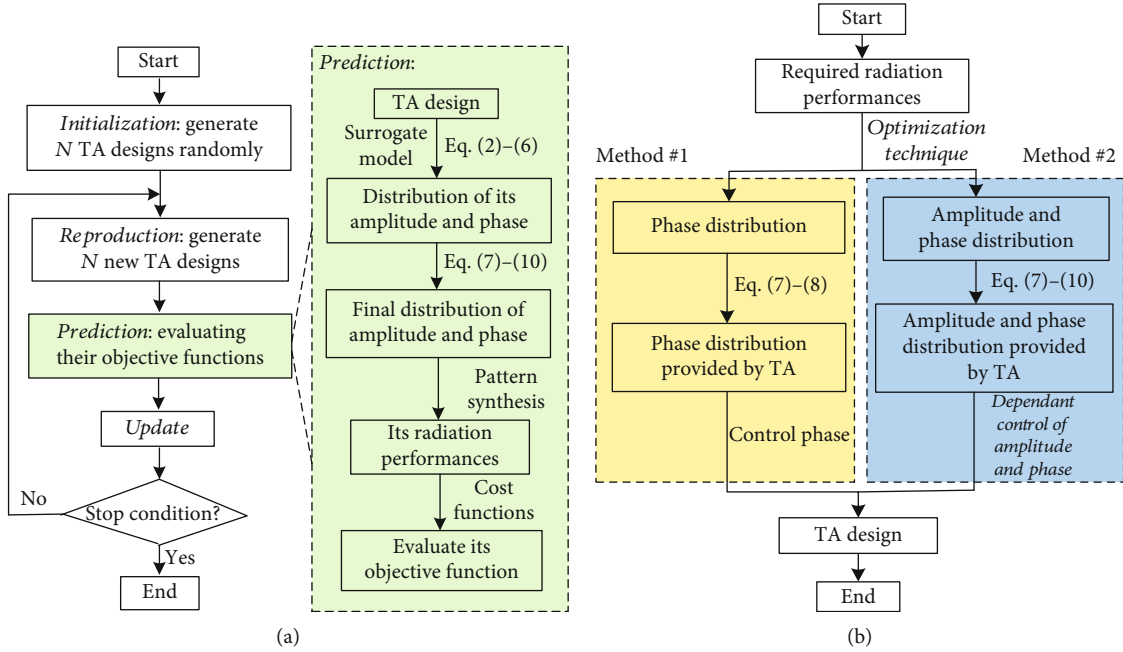 Start
Initialization: generate
N TA designs randomly
Reproduction: generate
N new TA designs
Prediction: evaluating
their objective functions
Update
No
Stop condition?
Yes
End
Prediction:
TA design
Surrogate
model
Eq. (2)–(6)
Distribution of its
amplitude and phase
Eq. (7)–(10)
Final distribution of
amplitude and phase
Pattern
synthesis
Its radiation
performances
Cost
functions
Evaluate its
objective function
(a)
Start
Required radiation
performances
Optimization
technique
Method #1
Method #2
Phase distribution
Eq. (7)–(8)
Phase distribution
provided by TA
Control phase
Amplitude and
phase distribution
Eq. (7)–(10)
Amplitude and phase
distribution provided
by TA
Dependant
control of
amplitude
and phase
TA design
End
(b)